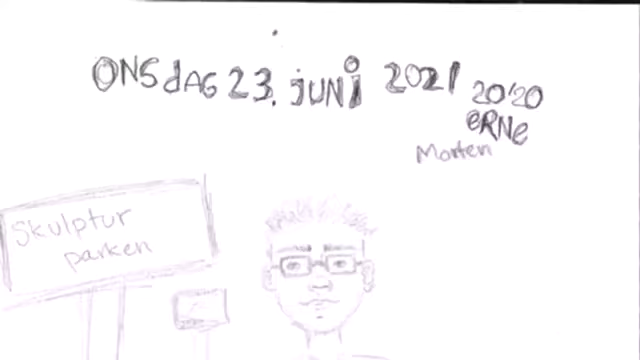 ONSdAG 23. jUNi 2021 20'20
eRNe
Morten
Skulptur
parken